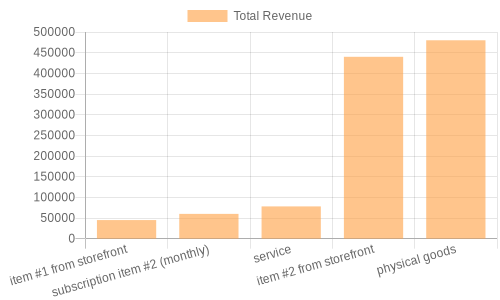 Total Revenue
500000
450000
400000
350000
300000
250000
200000
150000
100000
50000
0
item #1 from storefront
subscription item #2 (monthly)
service
item #2 from storefront
physical goods